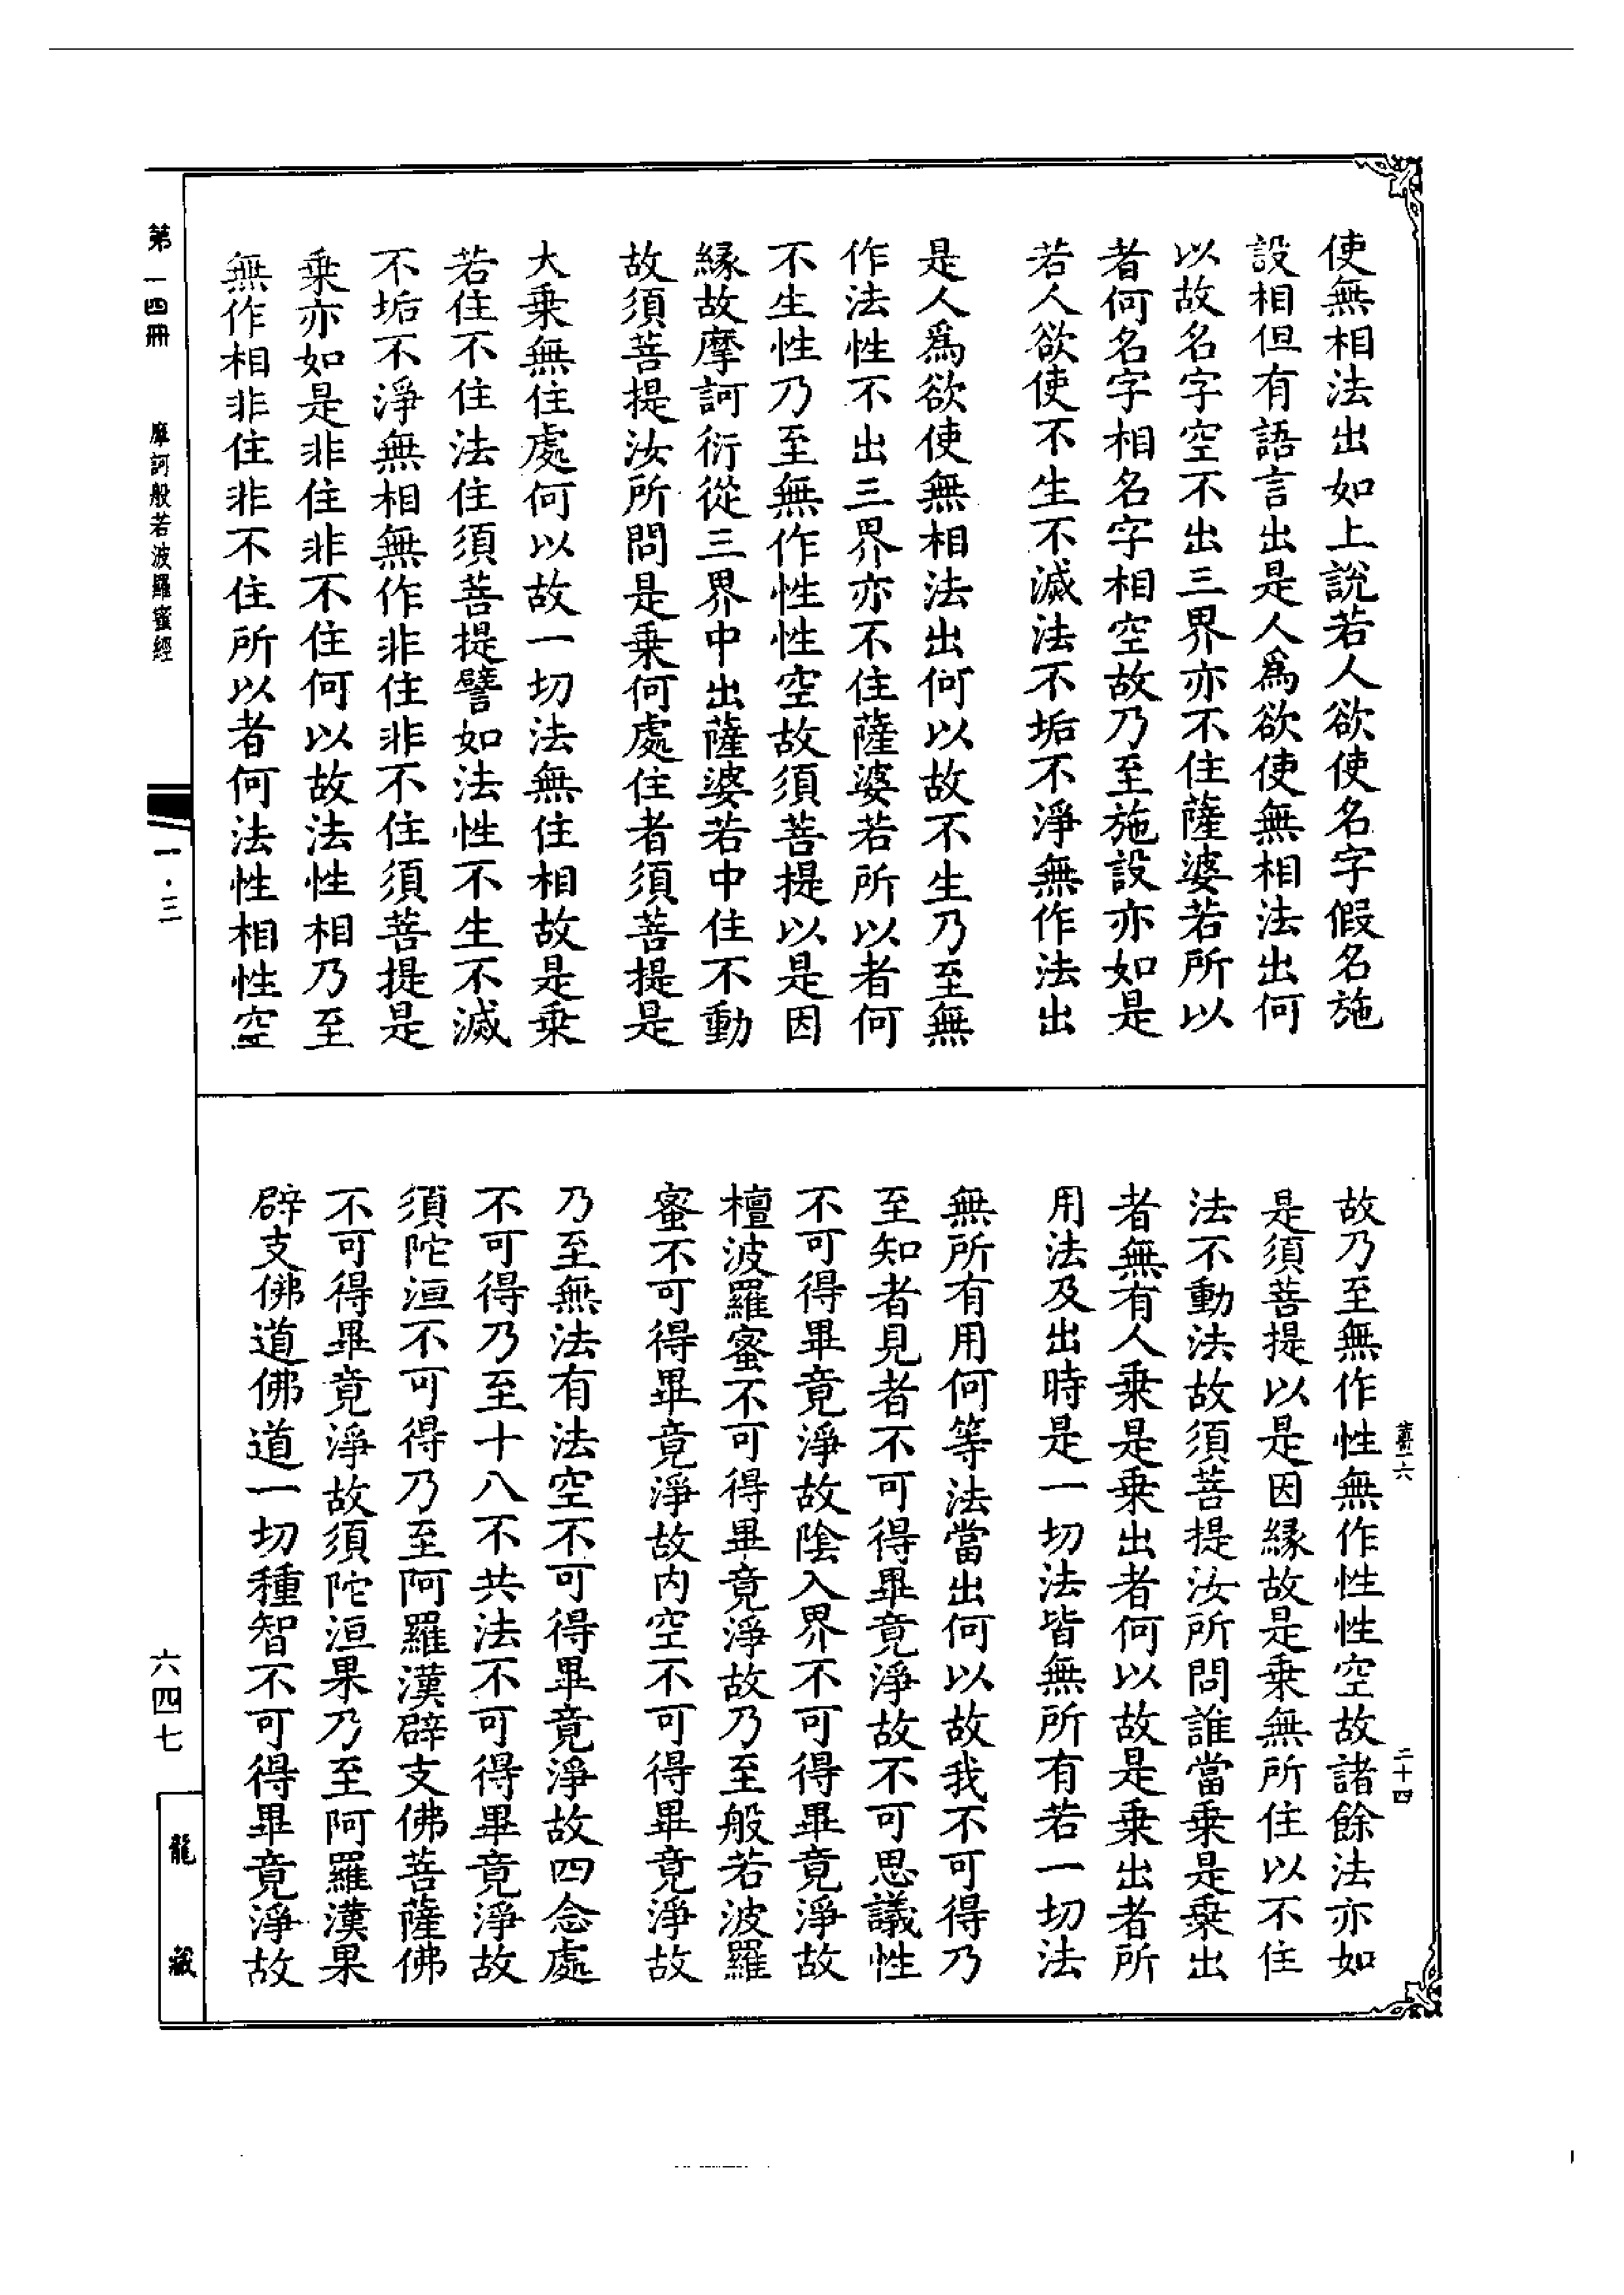 使無相法出如上說若人欲使名字假名施
設相但有語言出是人爲欲使無相法出何
以故名字空不出三界亦不住薩婆若所以
者何名字相名字相空故乃至施設亦如是
若人欲使不生不滅法不垢不淨無作法出
是人爲欲使無相法出何以故不生乃至無
作法性不出三界亦不住薩婆若所以者何
不生性乃至無作性性空故須菩提以是因
緣故摩訶衍從三界中出薩婆若中住不動
故須菩提汝所問是乗何處住者須菩提是
大乗無住處何以故一切法無住相故是乗
若住不住法住須菩提譬如法性不生不滅
不垢不淨無相無作非住非不住須菩提是
乗亦如是非住非不住何以故法性相乃至
無作相非住非不住所以者何法性相性空
故乃至無作性無作性性空故諸餘法亦如
是須菩提以是因緣故是乗無所住以不住
法不動法故須菩提汝所問誰當乗是乗出
者無有人乗是乗出者何以故是乗出者所
用法及出時是一切法皆無所有若一切法
無所有用何等法當出何以故我不可得乃
至知者見者不可得畢竟淨故不可思議性
不可得畢竟淨故陰入界不可得畢竟淨故
檀波羅蜜不可得畢竟淨故乃至般若波羅
蜜不可得畢竟淨故内空不可得畢竟淨故
乃至無法有法空不可得畢竟淨故四念處
不可得乃至十八不共法不可得畢竟淨故
須陀洹不可得乃至阿羅漢辟支佛菩薩佛
不可得畢竟淨故須陀洹果乃至阿羅漢果
辟支佛道佛道一切種智不可得畢竟淨故
二十四
第一四冊
摩訶般若波羅蜜經
一·三
六四七
龍藏